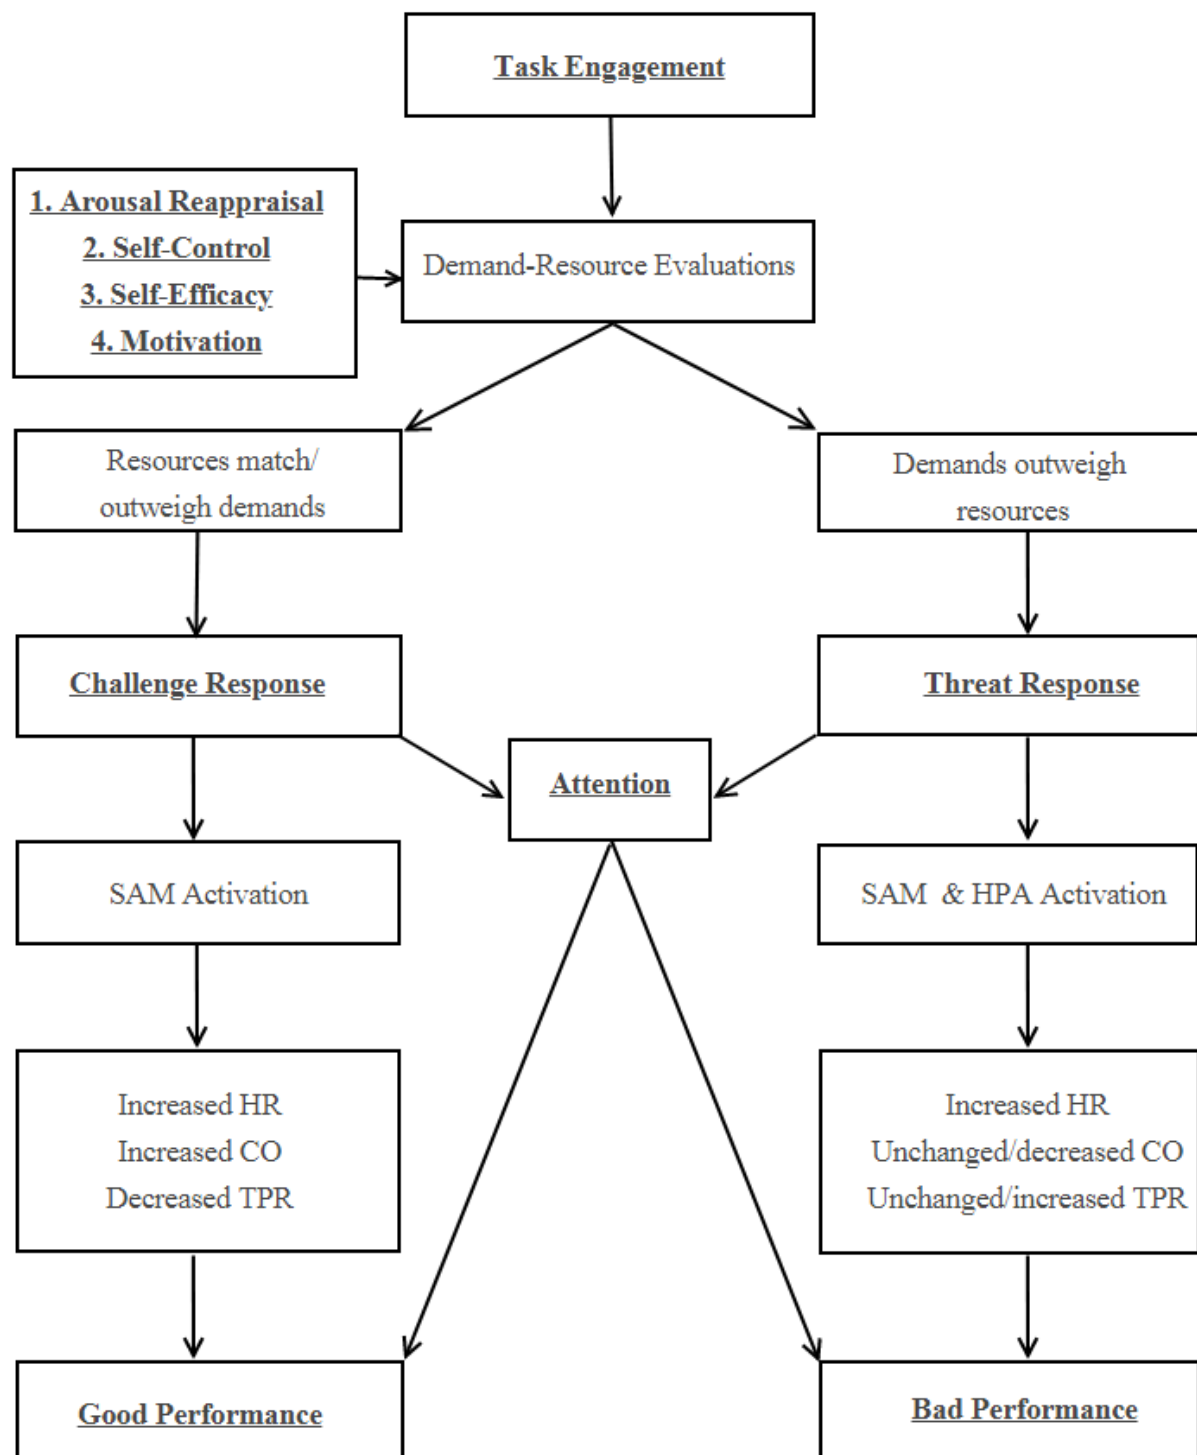 Task Engagement
1. Arousal Reappraisal
2. Self-Control
3. Self-Efficacy
4. Motivation
Demand-Resource Evaluations
Resources match/
outweigh demands
Demands outweigh
resources
Challenge Response
Threat Response
Attention
SAM Activation
SAM & HPA Activation
Increased HR
Increased CO
Decreased TPR
Increased HR
Unchanged/decreased CO
Unchanged/increased TPR
Good Performance
Bad Performance